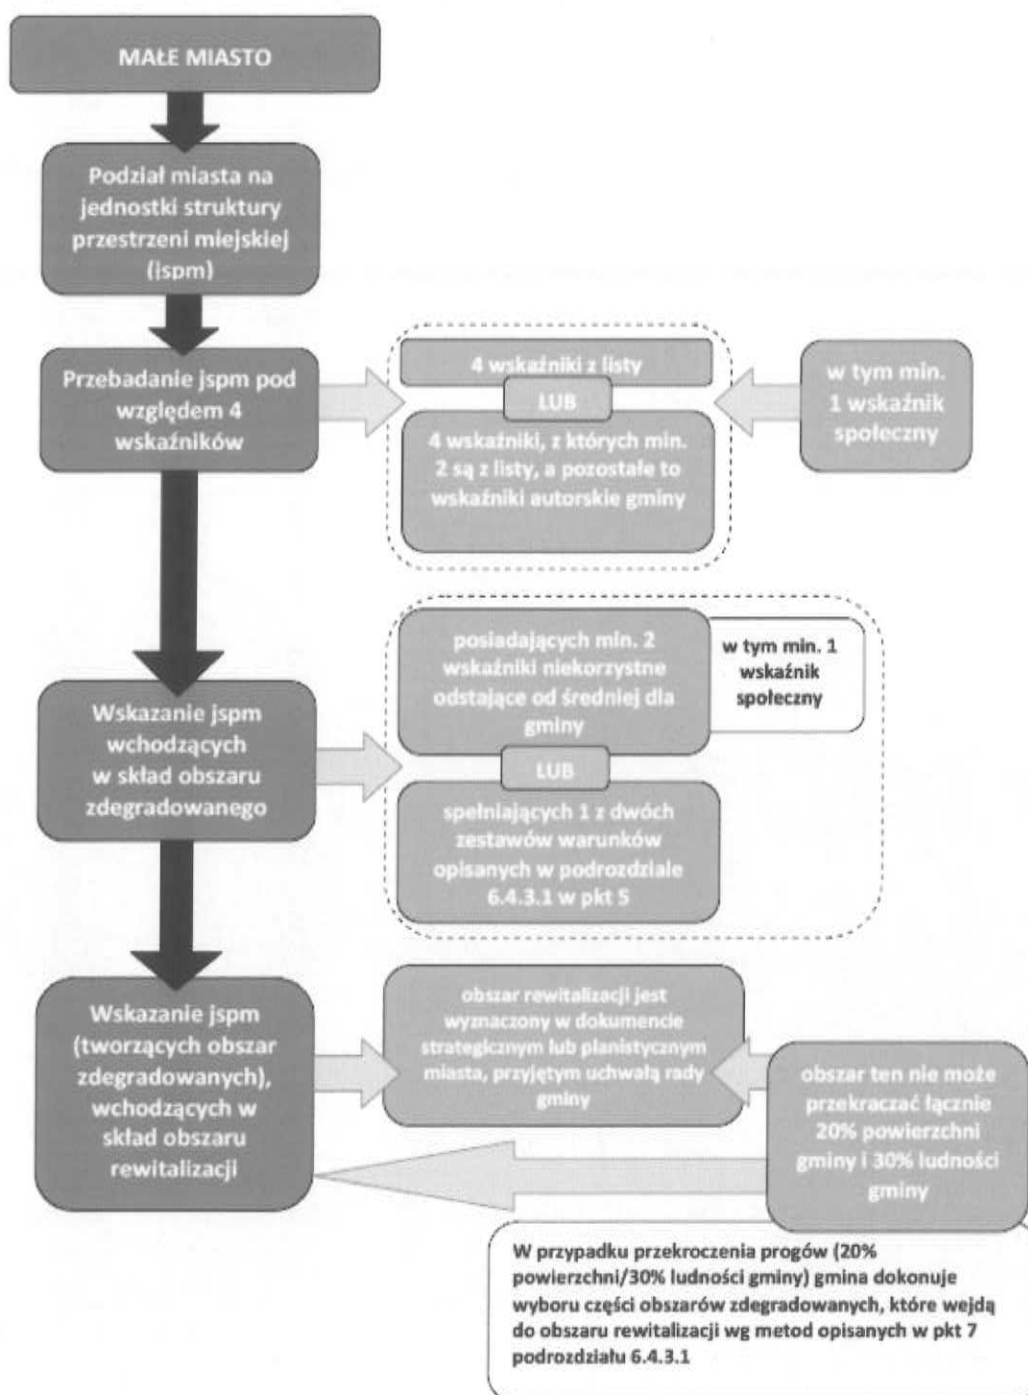 MAŁE MIASTO
Podział miasta na
jednostki struktury
przestrzeni miejskiej
(jspm)
Przebadanie jspm pod
względem 4
wskaźników
4 wskaźniki z listy
LUB
4 wskaźniki, z których min.
2 są z listy, a pozostałe to
wskaźniki autorskie gminy
w tym min.
1 wskaźnik
społeczny
Wskazanie jspm
wchodzących
w skład obszaru
zdegradowanego
posiadających min. 2
wskaźniki niekorzystne
odstające od średniej dla
gminy
w tym min. 1
wskaźnik
społeczny
LUB
spełniających 1 z dwóch
zestawów warunków
opisanych w podrozdziale
6.4.3.1 w pkt 5
Wskazanie jspm
(tworzących obszar
zdegradowanych),
wchodzących w
skład obszaru
rewitalizacji
obszar rewitalizacji jest
wyznaczony w dokumencie
strategicznym lub planistycznym
miasta, przyjętym uchwałą rady
gminy
obszar ten nie może
przekraczać łącznie
20% powierzchni
gminy i 30% ludności
gminy
W przypadku przekroczenia progów (20%
powierzchni/30% ludności gminy) gmina dokonuje
wyboru części obszarów zdegradowanych, które wejdą
do obszaru rewitalizacji wg metod opisanych w pkt 7
podrozdziału 6.4.3.1